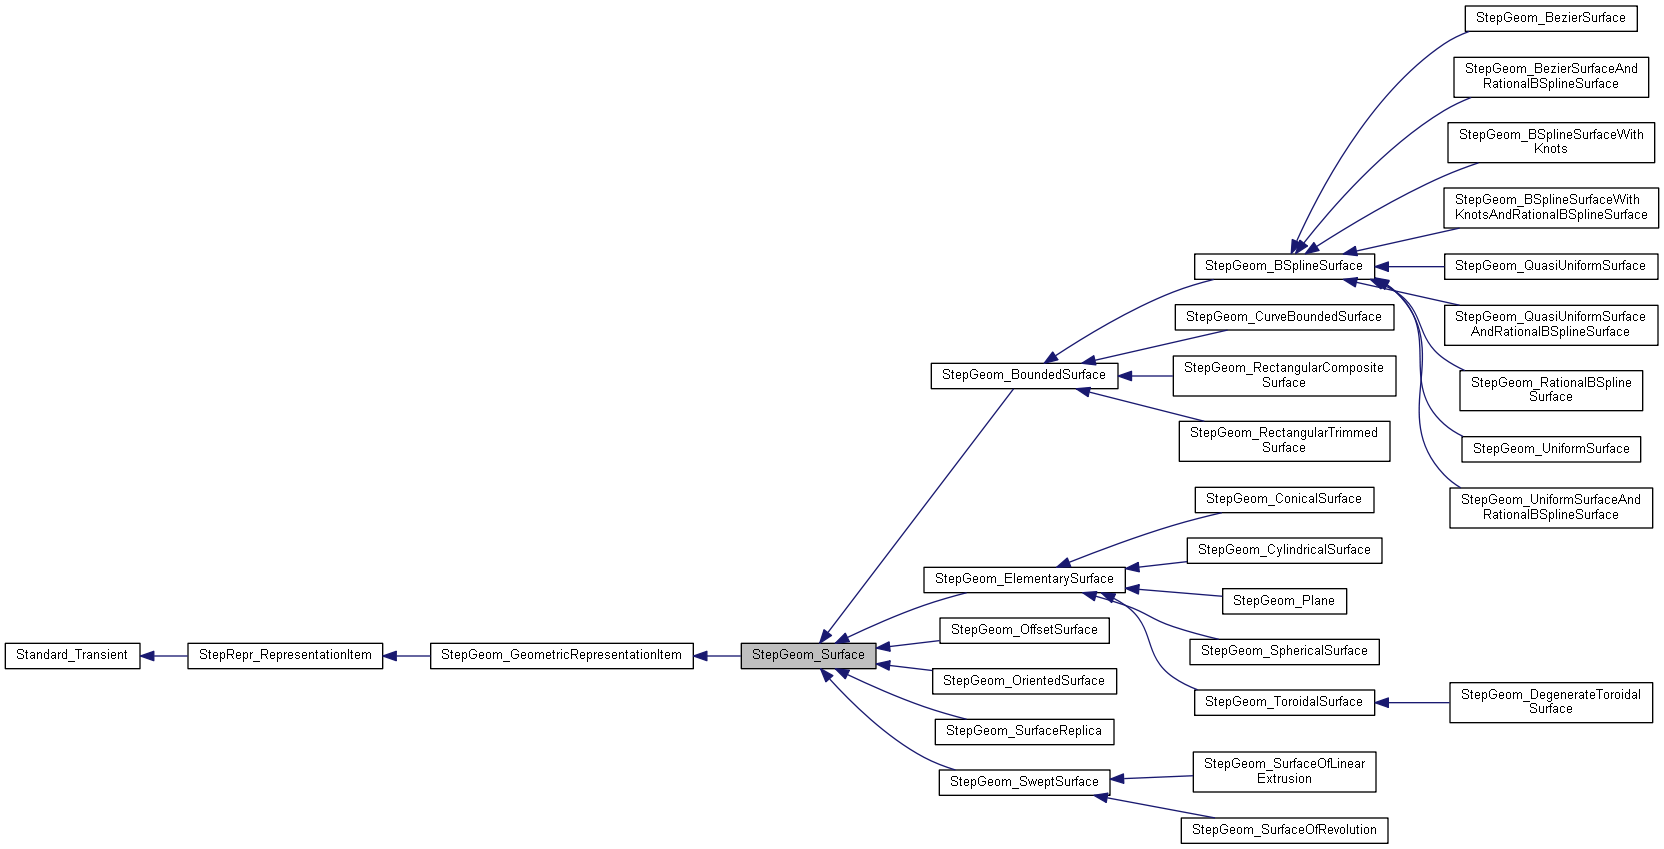 StepGeom_BezierSurface
StepGeom_BezierSurfaceAnd
RationalBSplineSurface
StepGeom_BSplineSurfaceWith
Knots
StepGeom_BSplineSurfaceWith
KnotsAndRationalBSplineSurface
StepGeom_BSplineSurface
StepGeom_QuasiUniformSurface
StepGeom_CurveBoundedSurface
StepGeom_QuasiUniformSurface
AndRationalBSplineSurface
StepGeom_BoundedSurface
StepGeom_RectangularComposite
Surface
StepGeom_RationalBSpline
Surface
StepGeom_RectangularTrimmed
Surface
StepGeom_UniformSurface
StepGeom_ConicalSurface
StepGeom_UniformSurfaceAnd
RationalBSplineSurface
StepGeom_CylindricalSurface
StepGeom_ElementarySurface
StepGeom_Plane
StepGeom_OffsetSurface
StepGeom_SphericalSurface
Standard_Transient
StepRepr_RepresentationItem
StepGeom_GeometricRepresentationItem
StepGeom_Surface
StepGeom_OrientedSurface
StepGeom_ToroidalSurface
StepGeom_DegenerateToroidal
Surface
StepGeom_SurfaceReplica
StepGeom_SweptSurface
StepGeom_SurfaceOfLinear
Extrusion
StepGeom_SurfaceOfRevolution